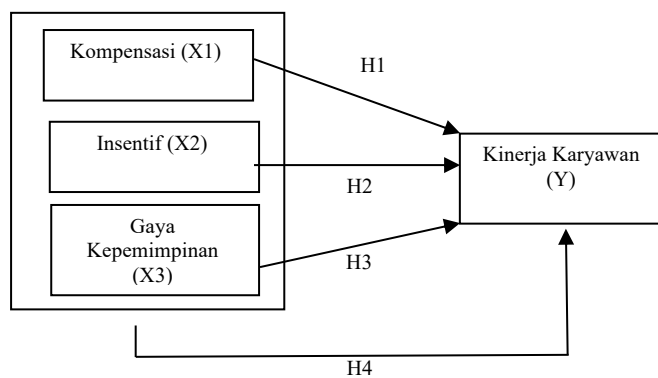 Kompensasi (X1)
H1
Insentif (X2)
H2
Kinerja Karyawan
(Y)
Gaya
Kepemimpinan
(X3)
H3
H4